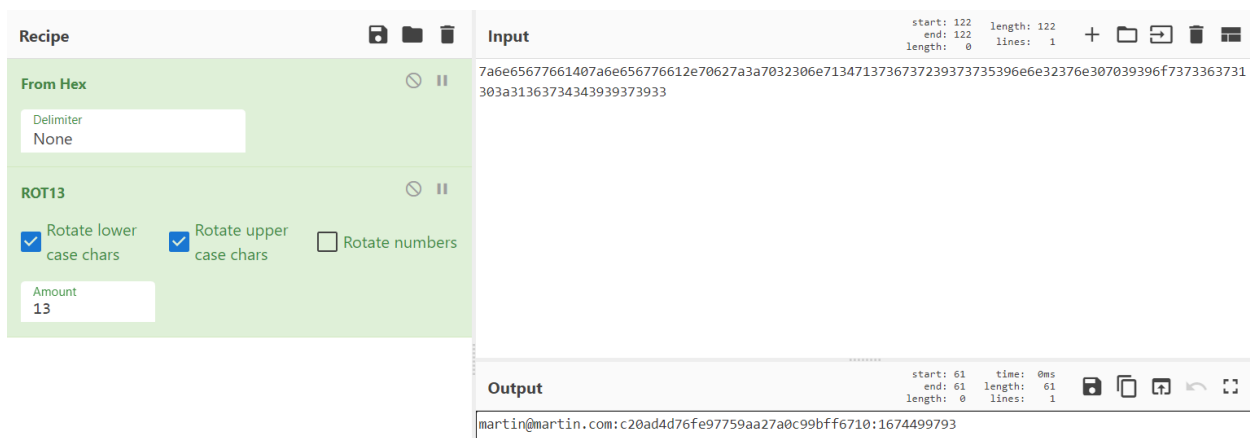 Recipe
Input
start: 122
end: 122
length: 0
length: 122
lines: 1
From Hex
Delimiter
None
ROT13
Rotate lower case chars
Rotate upper case chars
Rotate numbers
Amount
13
7a6e65677661407a6e656776612e70627a3a7032306e7134713736737239373735396e6e32376e307039396f7373363731
303a31363734343939373933
Output
start: 61
end: 61
length: 0
time: 0ms
length: 61
lines: 1
martin@martin.com:c20ad4d76fe97759aa27a0c99bff6710:1674499793